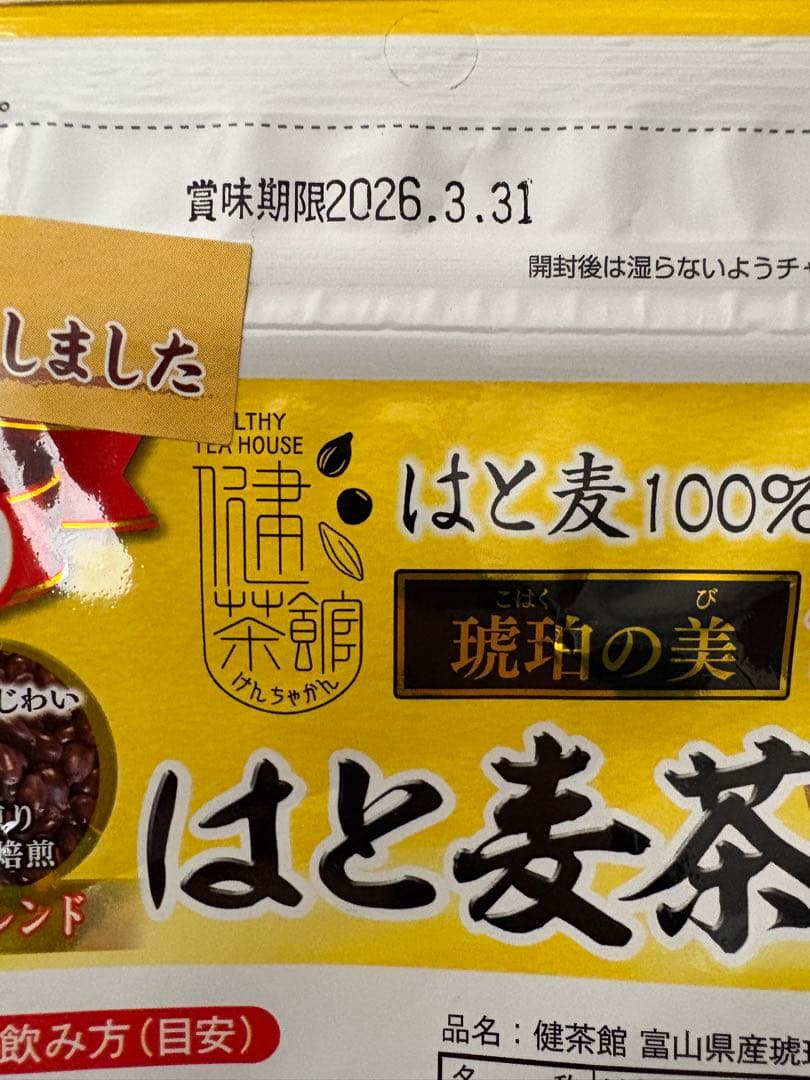 。
賞味期限2026.3.31
開封後は湿らないようチャ
しました
LTHY
TEA HOUSE
健
茶館
けんちゃかん
はと麦100%
こはく び
琥珀の美
はと麦茶
じわい
り
焙煎
レンド
飲み方(目安)
品名：健茶館 富山県産琥
名 称